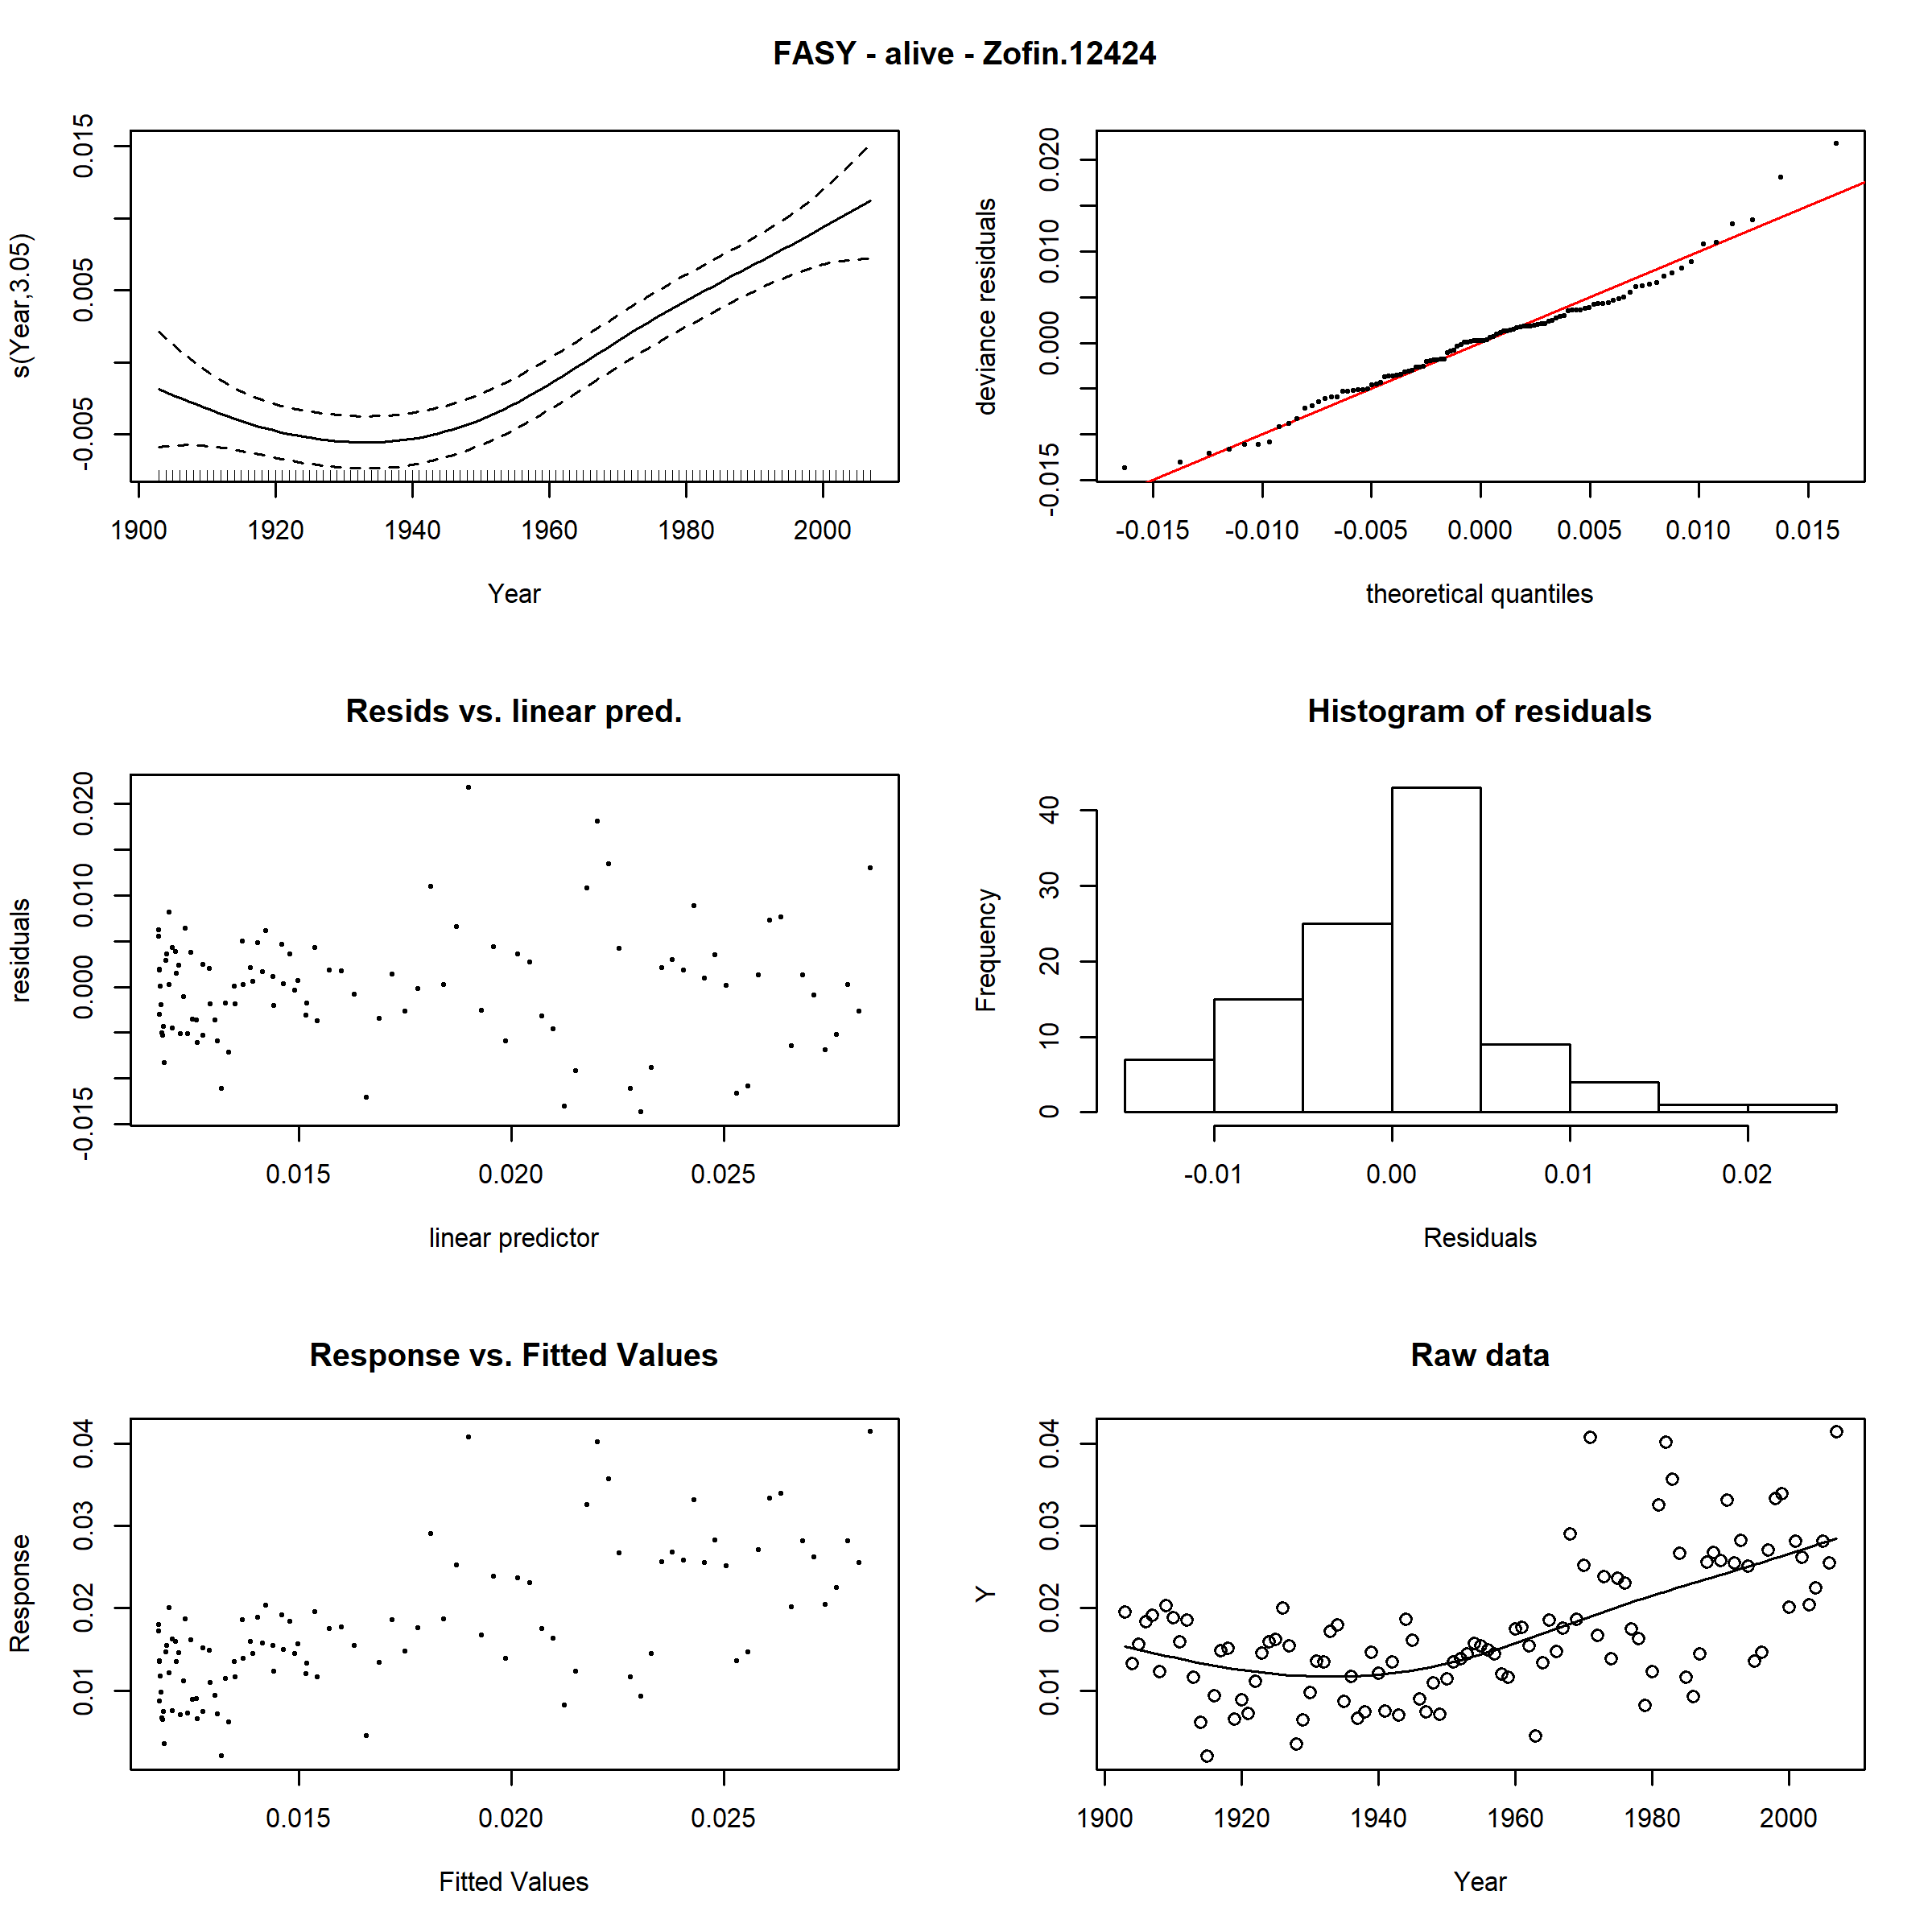 FASY - alive - Zofin.12424
s(Year,3.05)
-0.005 0.005 0.015
1900 1920 1940 1960 1980 2000
Year
deviance residuals
-0.015 0.000 0.010 0.020
-0.015 -0.010 -0.005 0.000 0.005 0.010 0.015
theoretical quantiles
Resids vs. linear pred.
residuals
-0.015 0.000 0.010 0.020
0.015 0.020 0.025
linear predictor
Histogram of residuals
Frequency
0 10 20 30 40
-0.01 0.00 0.01 0.02
Residuals
Response vs. Fitted Values
Response
0.01 0.02 0.03 0.04
0.015 0.020 0.025
Fitted Values
Raw data
Y
0.01 0.02 0.03 0.04
1900 1920 1940 1960 1980 2000
Year